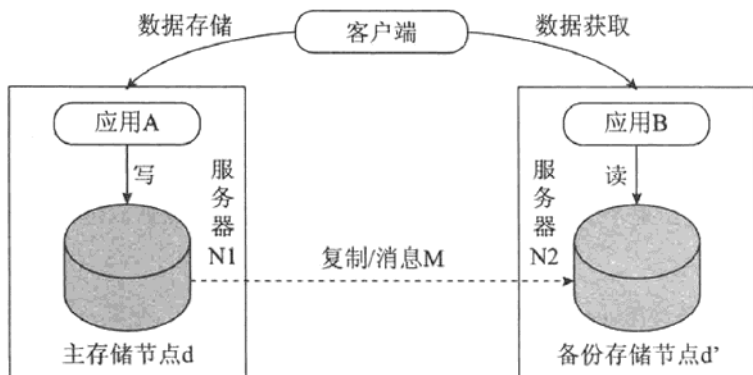 数据存储
客户端
数据获取
应用A
应用B
写
服务器N1
读
服务器N2
复制/消息M
主存储节点d
备份存储节点d'